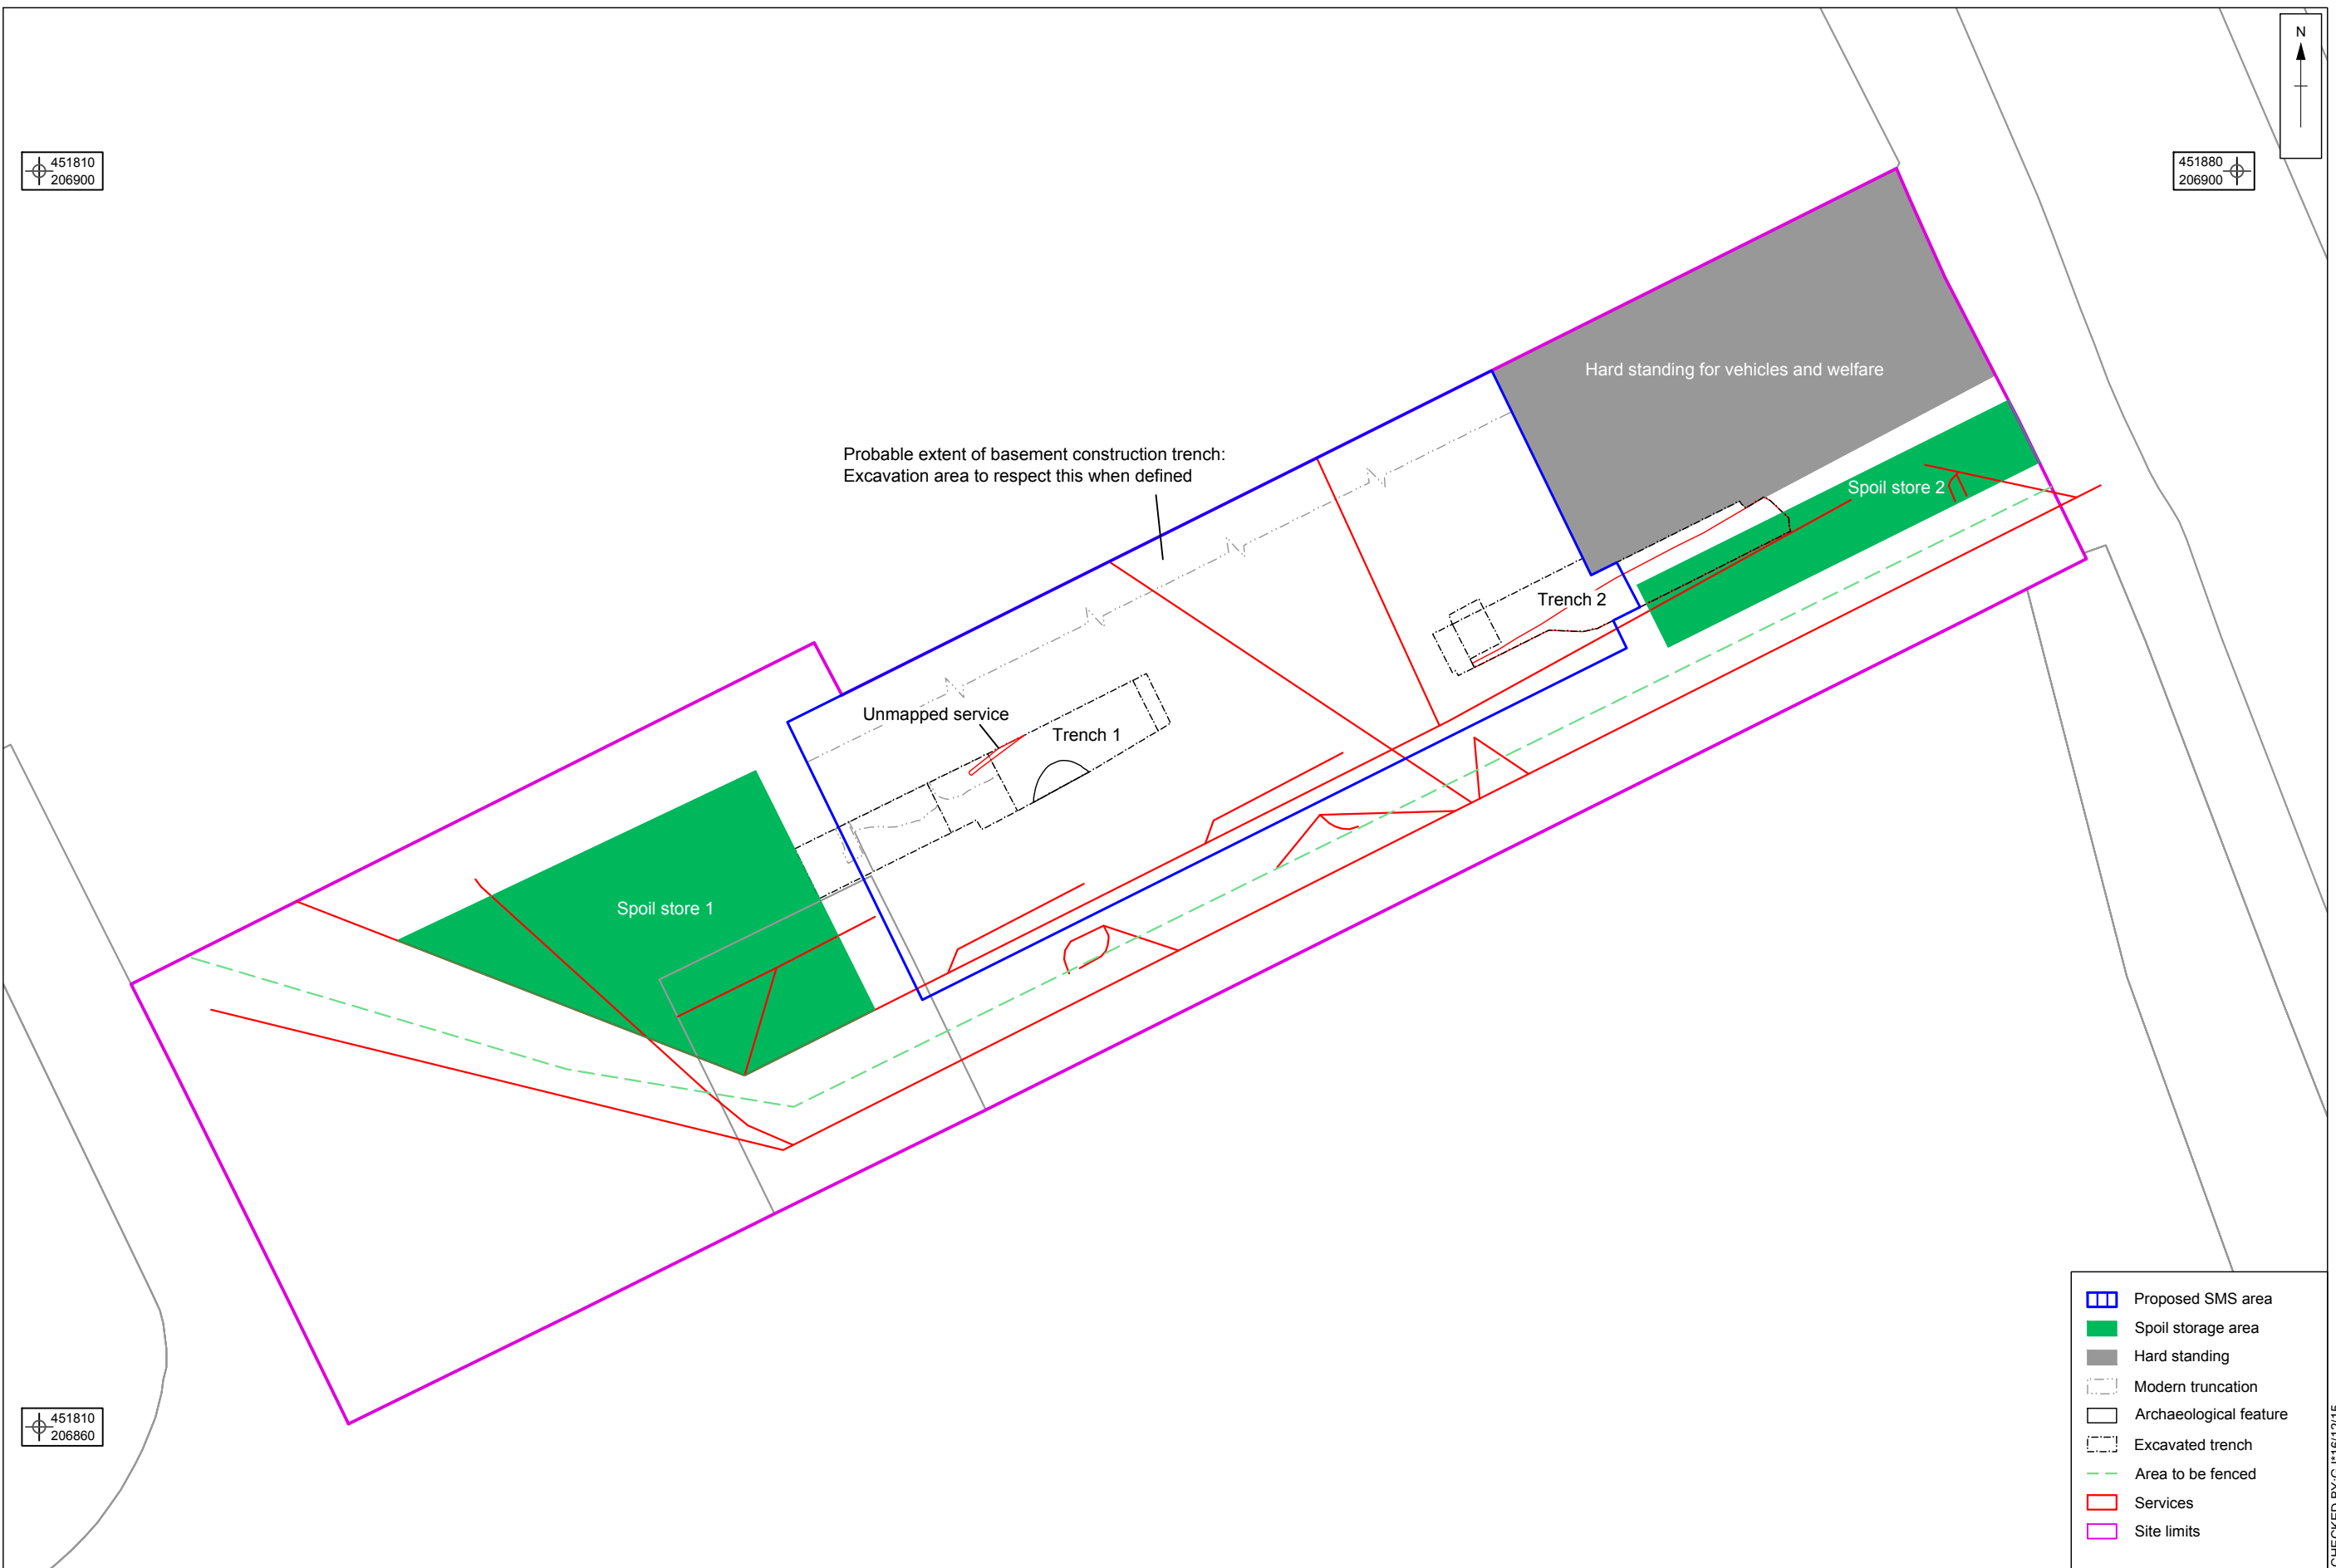 N
451810
206900
451880
206900
Hard standing for vehicles and welfare
Probable extent of basement construction trench:
Excavation area to respect this when defined
Spoil store 2
Trench 2
Unmapped service
Trench 1
Spoil store 1
451810
206860
Proposed SMS area
Spoil storage area
Hard standing
Modern truncation
Archaeological feature
Excavated trench
Area to be fenced
Services
Site limits